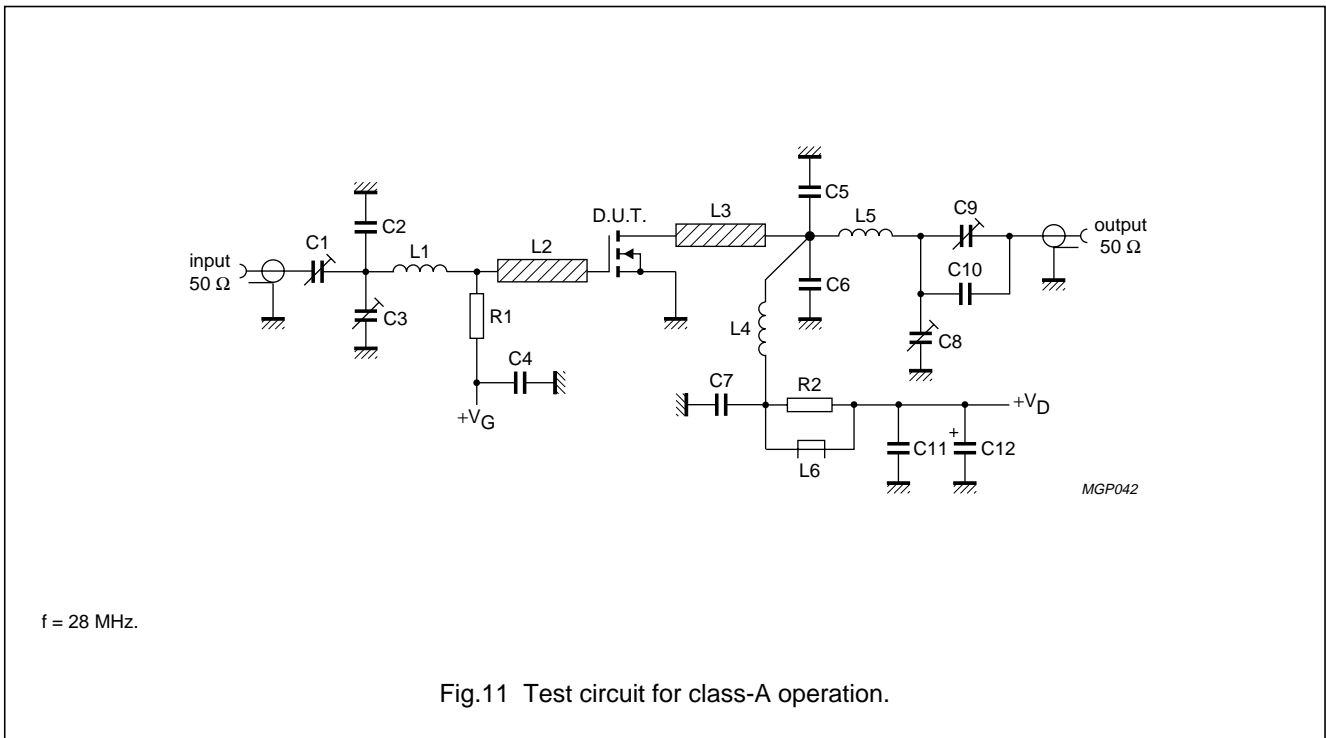 C5
D.U.T.
L3
L5
C9
output
50 Ω
C2
C1
L1
L2
input
50 Ω
C10
C6
C3
R1
L4
C8
C4
C7
R2
+VD
+VG
+
C11
C12
L6
MGP042
f = 28 MHz.
Fig.11 Test circuit for class-A operation.